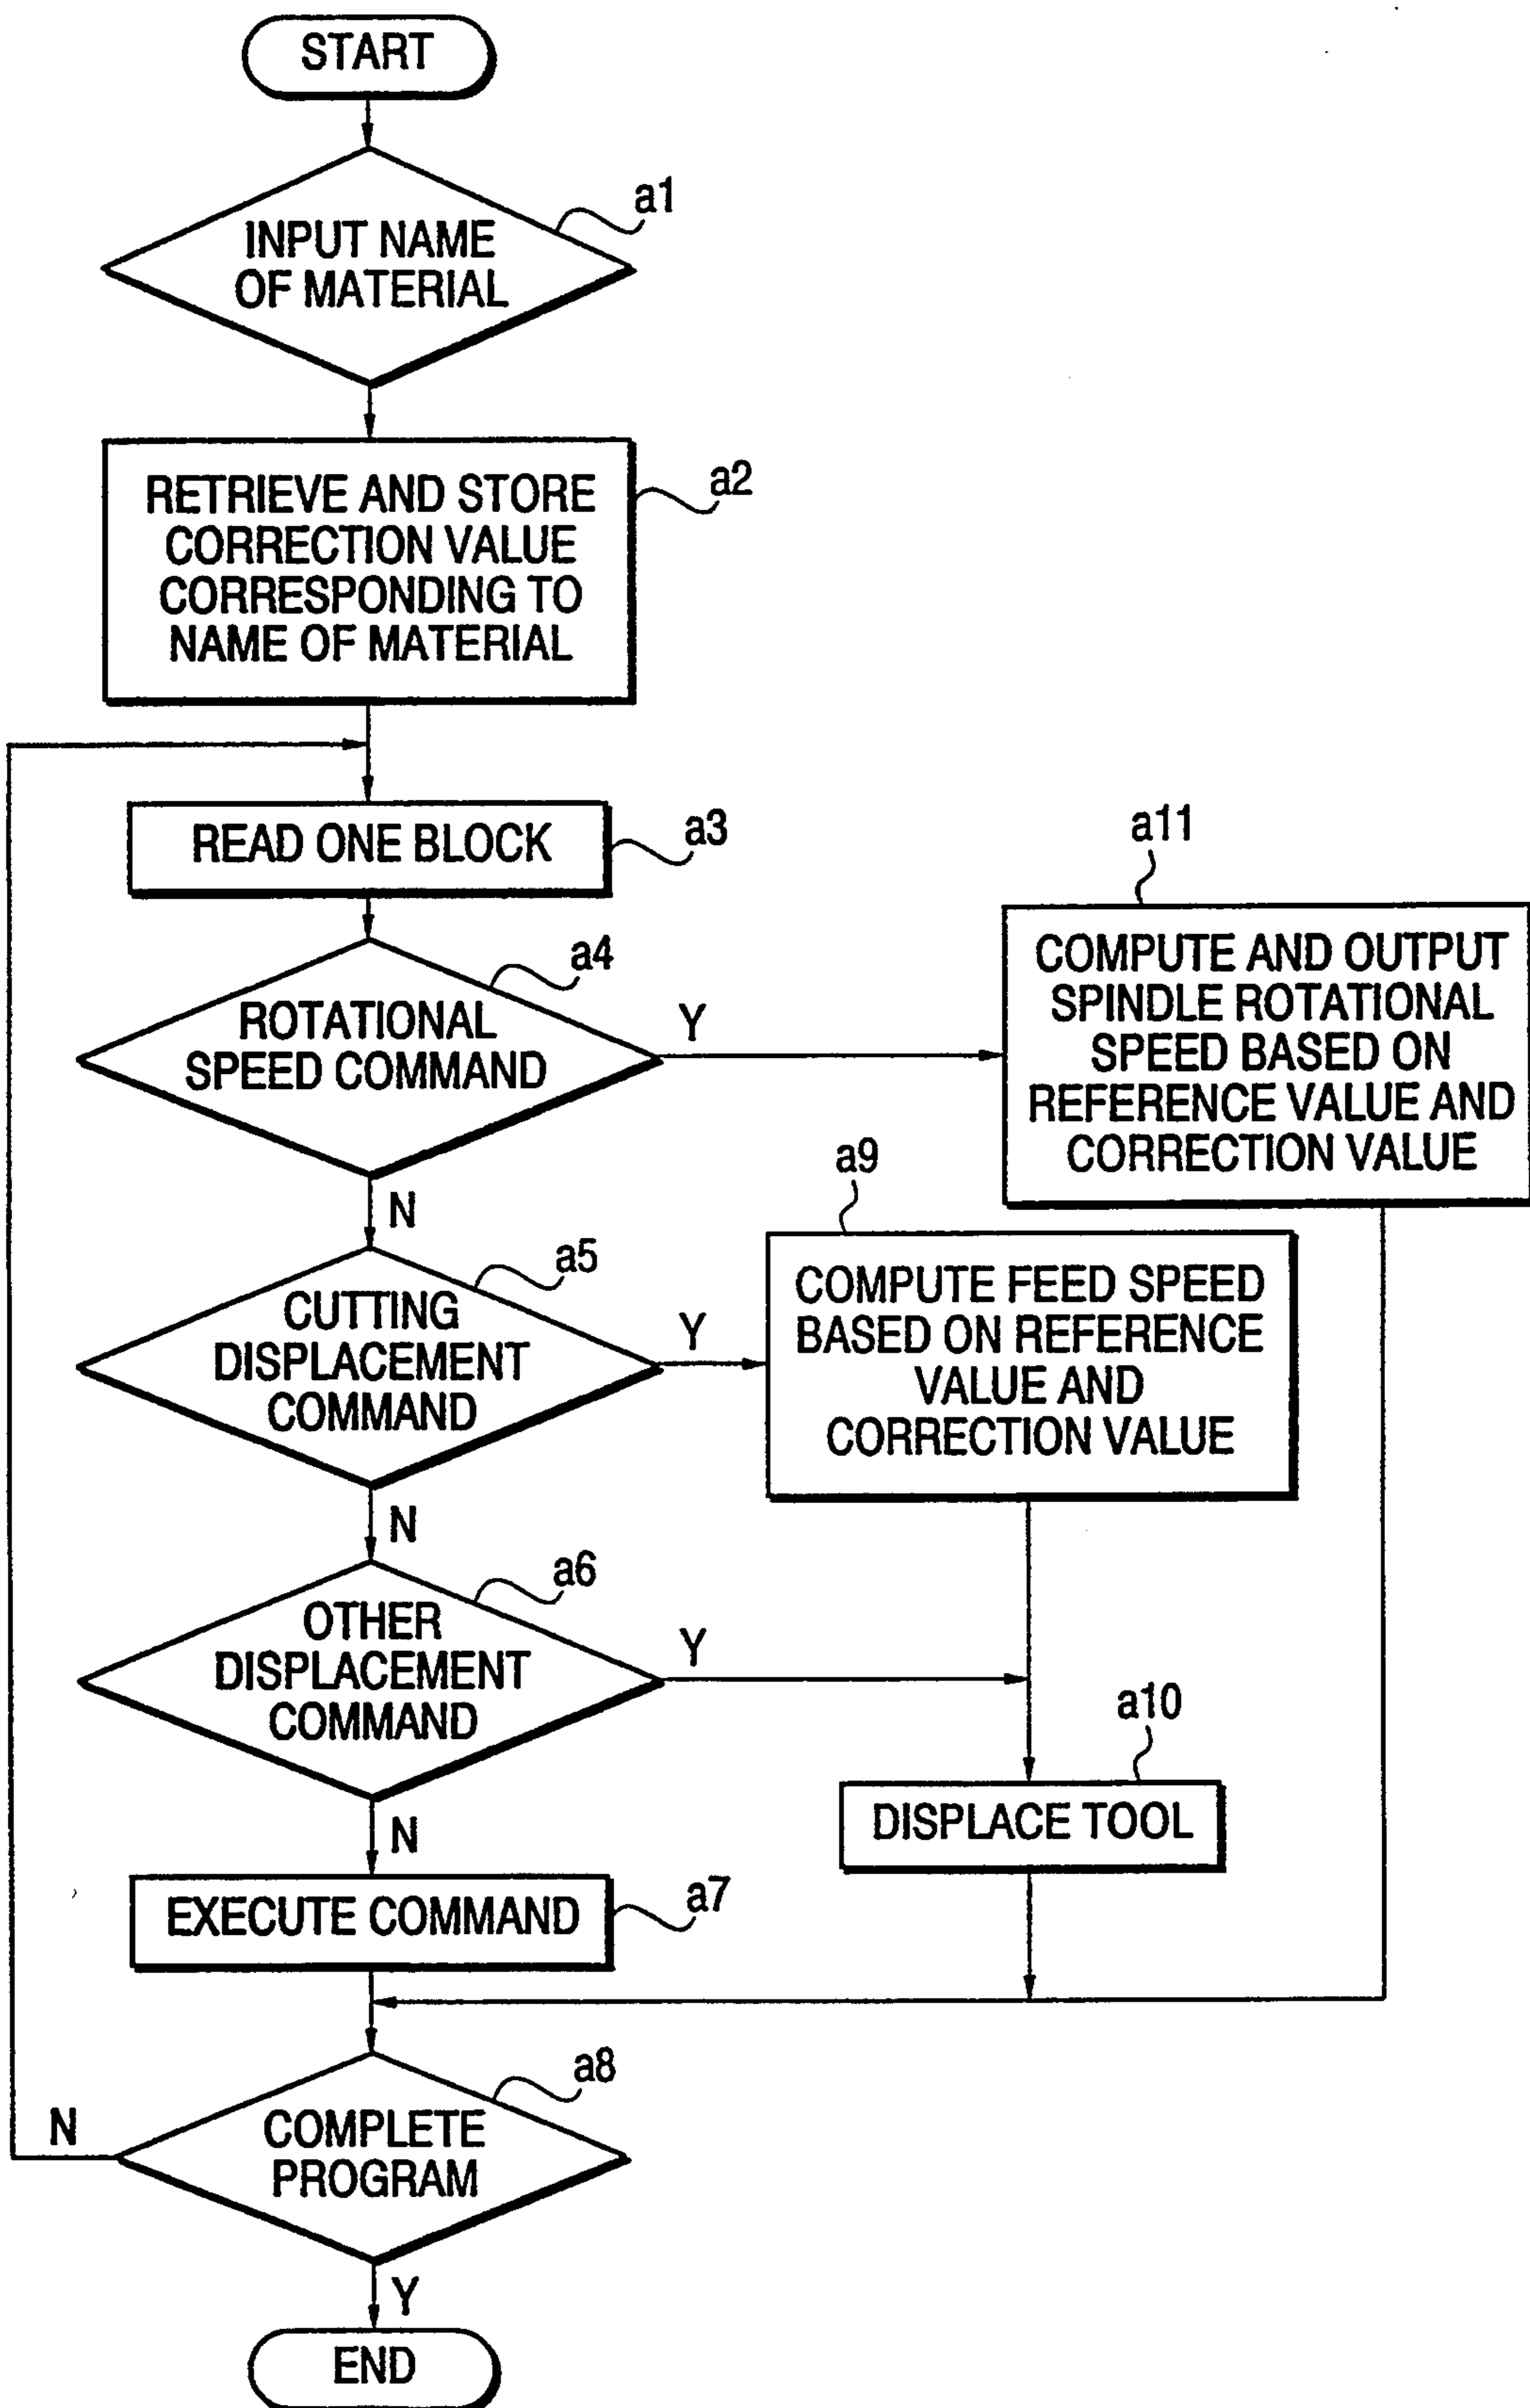 START
a1
INPUT NAME
OF MATERIAL
a2
RETRIEVE AND STORE
CORRECTION VALUE
CORRESPONDING TO
NAME OF MATERIAL
READ ONE BLOCK
a3
a4
ROTATIONAL
SPEED COMMAND
Y
N
a11
COMPUTE AND OUTPUT
SPINDLE ROTATIONAL
SPEED BASED ON
REFERENCE VALUE AND
CORRECTION VALUE
a5
CUTTING
DISPLACEMENT
COMMAND
Y
N
a9
COMPUTE FEED SPEED
BASED ON REFERENCE
VALUE AND
CORRECTION VALUE
a6
OTHER
DISPLACEMENT
COMMAND
Y
N
a10
DISPLACE TOOL
EXECUTE COMMAND
a7
a8
COMPLETE
PROGRAM
N
Y
END